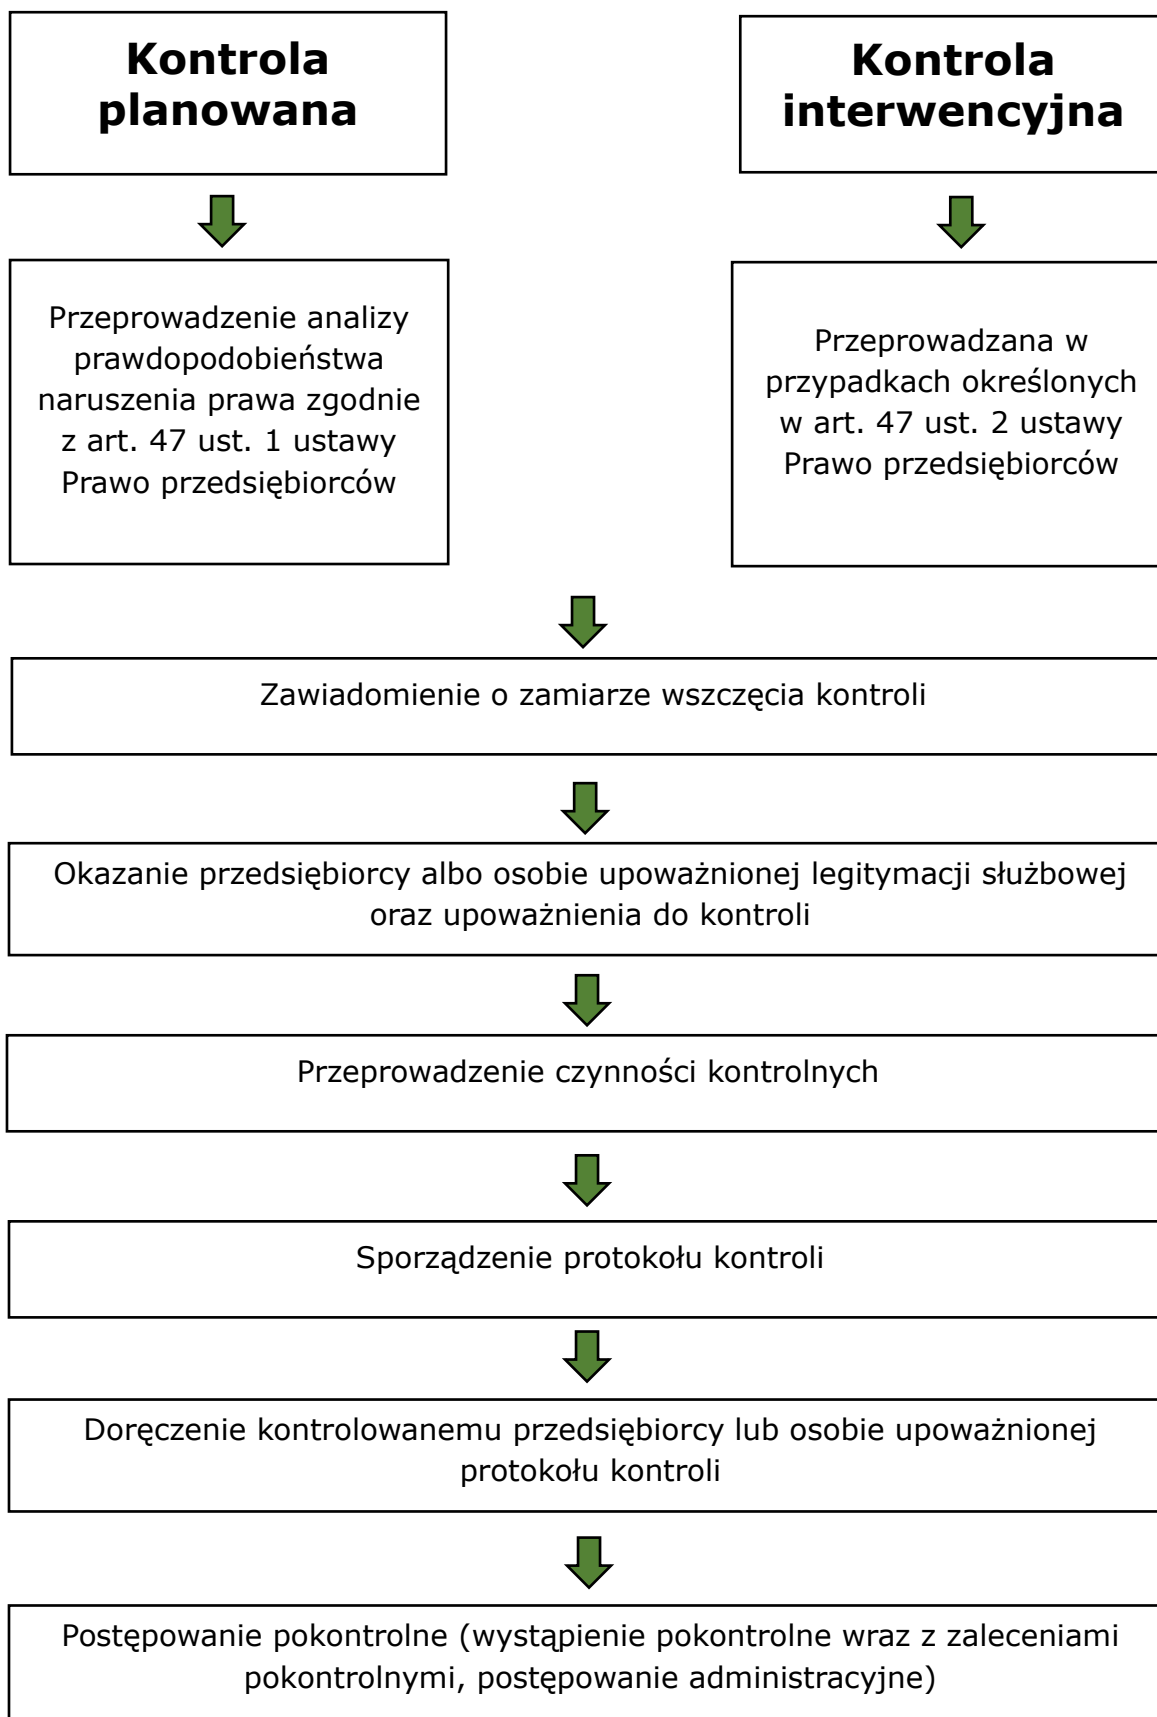 Kontrola
planowana
Kontrola
interwencyjna
Przeprowadzenie analizy
prawdopodobieństwa
naruszenia prawa zgodnie
z art. 47 ust. 1 ustawy
Prawo przedsiębiorców
Przeprowadzana w
przypadkach określonych
w art. 47 ust. 2 ustawy
Prawo przedsiębiorców
Zawiadomienie o zamiarze wszczęcia kontroli
Okazanie przedsiębiorcy albo osobie upoważnionej legitymacji służbowej
oraz upoważnienia do kontroli
Przeprowadzenie czynności kontrolnych
Sporządzenie protokołu kontroli
Doręczenie kontrolowanemu przedsiębiorcy lub osobie upoważnionej
protokołu kontroli
Postępowanie pokontrolne (wystąpienie pokontrolne wraz z zaleceniami
pokontrolnymi, postępowanie administracyjne)